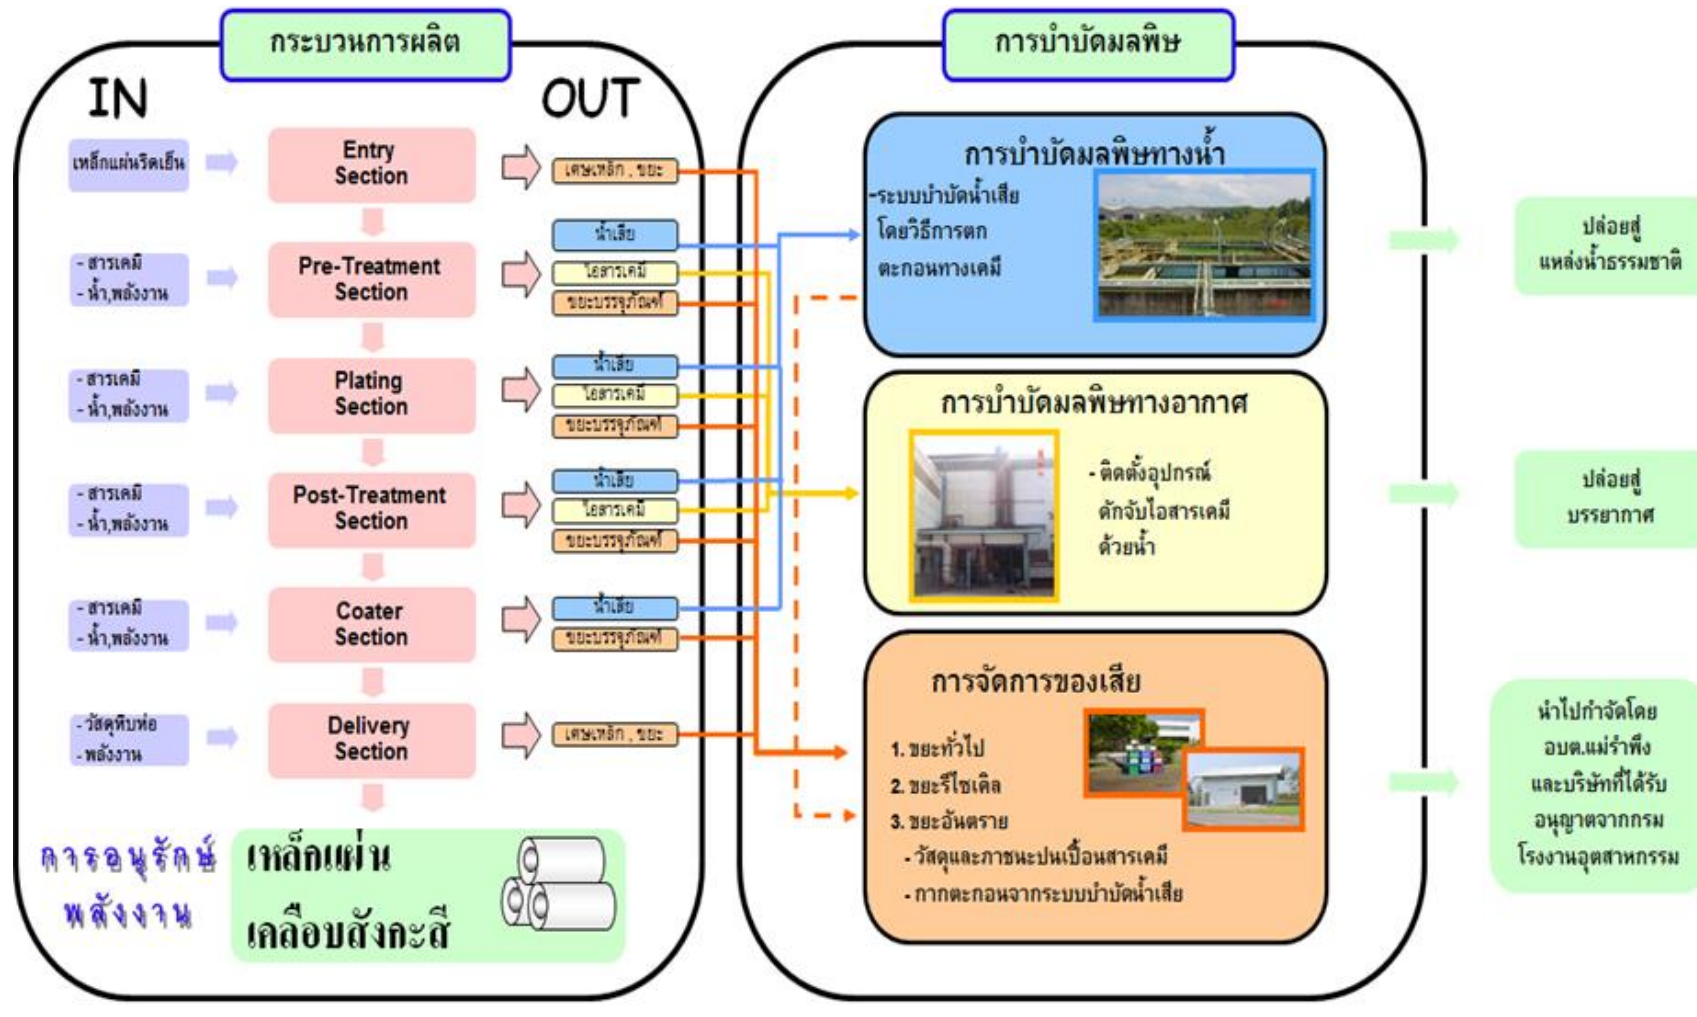 กระบวนการผลิต
IN
OUT
เหล็กแผ่นรีดเย็น
Entry
Section
เศษเหล็ก , ขยะ
- สารเคมี
- น้ำ,พลังงาน
Pre-Treatment
Section
น้ำเสีย
ไอสารเคมี
ขยะบรรจุภัณฑ์
- สารเคมี
- น้ำ,พลังงาน
Plating
Section
น้ำเสีย
ไอสารเคมี
ขยะบรรจุภัณฑ์
- สารเคมี
- น้ำ,พลังงาน
Post-Treatment
Section
น้ำเสีย
ไอสารเคมี
ขยะบรรจุภัณฑ์
- สารเคมี
- น้ำ,พลังงาน
Coater
Section
น้ำเสีย
ขยะบรรจุภัณฑ์
- วัสดุหีบห่อ
- พลังงาน
Delivery
Section
เศษเหล็ก , ขยะ
การอนุรักษ์
พลังงาน
เหล็กแผ่น
เคลือบสังกะสี
การบำบัดมลพิษ
การบำบัดมลพิษทางน้ำ
-ระบบบำบัดน้ำเสีย
โดยวิธีการตก
ตะกอนทางเคมี
การบำบัดมลพิษทางอากาศ
- ติดตั้งอุปกรณ์
ดักจับไอสารเคมี
ด้วยน้ำ
การจัดการของเสีย
1. ขยะทั่วไป
2. ขยะรีไซเคิล
3. ขยะอันตราย
- วัสดุและภาชนะปนเปื้อนสารเคมี
- กากตะกอนจากระบบบำบัดน้ำเสีย
ปล่อยสู่
แหล่งน้ำธรรมชาติ
ปล่อยสู่
บรรยากาศ
นำไปกำจัดโดย
อบต.แม่รำพึง
และบริษัทที่ได้รับ
อนุญาตจากกรม
โรงงานอุตสาหกรรม